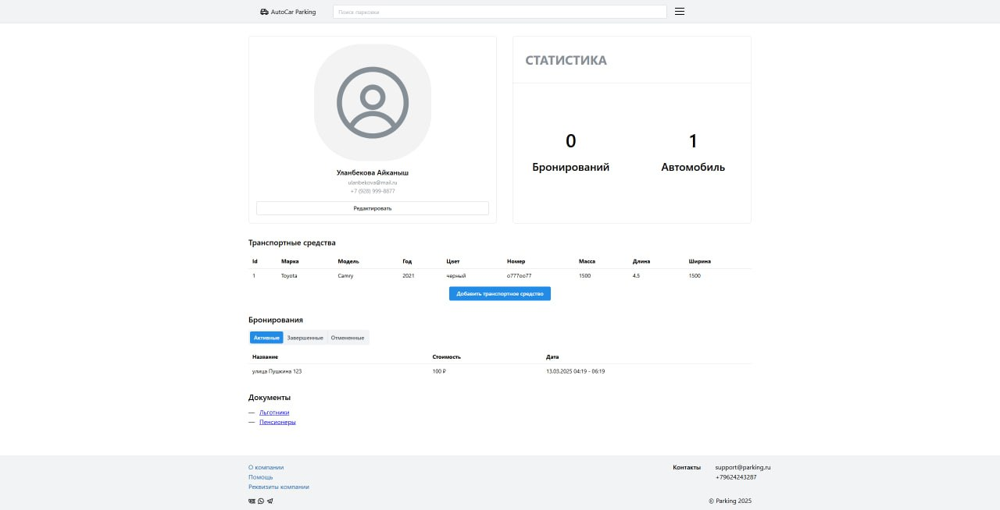 AutoCar Parking Поиск парковки
СТАТИСТИКА
0 1
Бронирований Автомобиль
Уланбекова Айканыш
ulanbekova@mail.ru
+7 (928) 999-8877
Редактировать
Транспортные средства
Id Марка Модель Год Цвет Номер Масса Длина Ширина
1 Toyota Camry 2021 черный о777оо77 1500 4.5 1500
Добавить транспортное средство
Бронирования
Активные Завершенные Отмененные
Название Стоимость Дата
улица Пушкина 123 100 ₽ 13.03.2025 04:19 - 06:19
Документы
— Льготники
— Пенсионеры
О компании Контакты support@parking.ru
Помощь +79624243287
Реквизиты компании
© Parking 2025